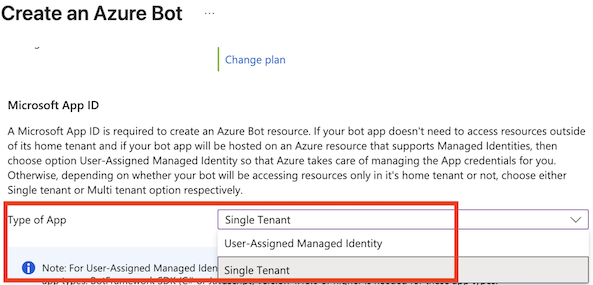 Create an Azure Bot ...
Change plan
Microsoft App ID
A Microsoft App ID is required to create an Azure Bot resource. If your bot app doesn't need to access resources outside
of its home tenant and if your bot app will be hosted on an Azure resource that supports Managed Identities, then
choose option User-Assigned Managed Identity so that Azure takes care of managing the App credentials for you.
Otherwise, depending on whether your bot will be accessing resources only in it's home tenant or not, choose either
Single tenant or Multi tenant option respectively.
Type of App
Single Tenant
User-Assigned Managed Identity
Note: For User-Assigned Managed Iden
Single Tenant